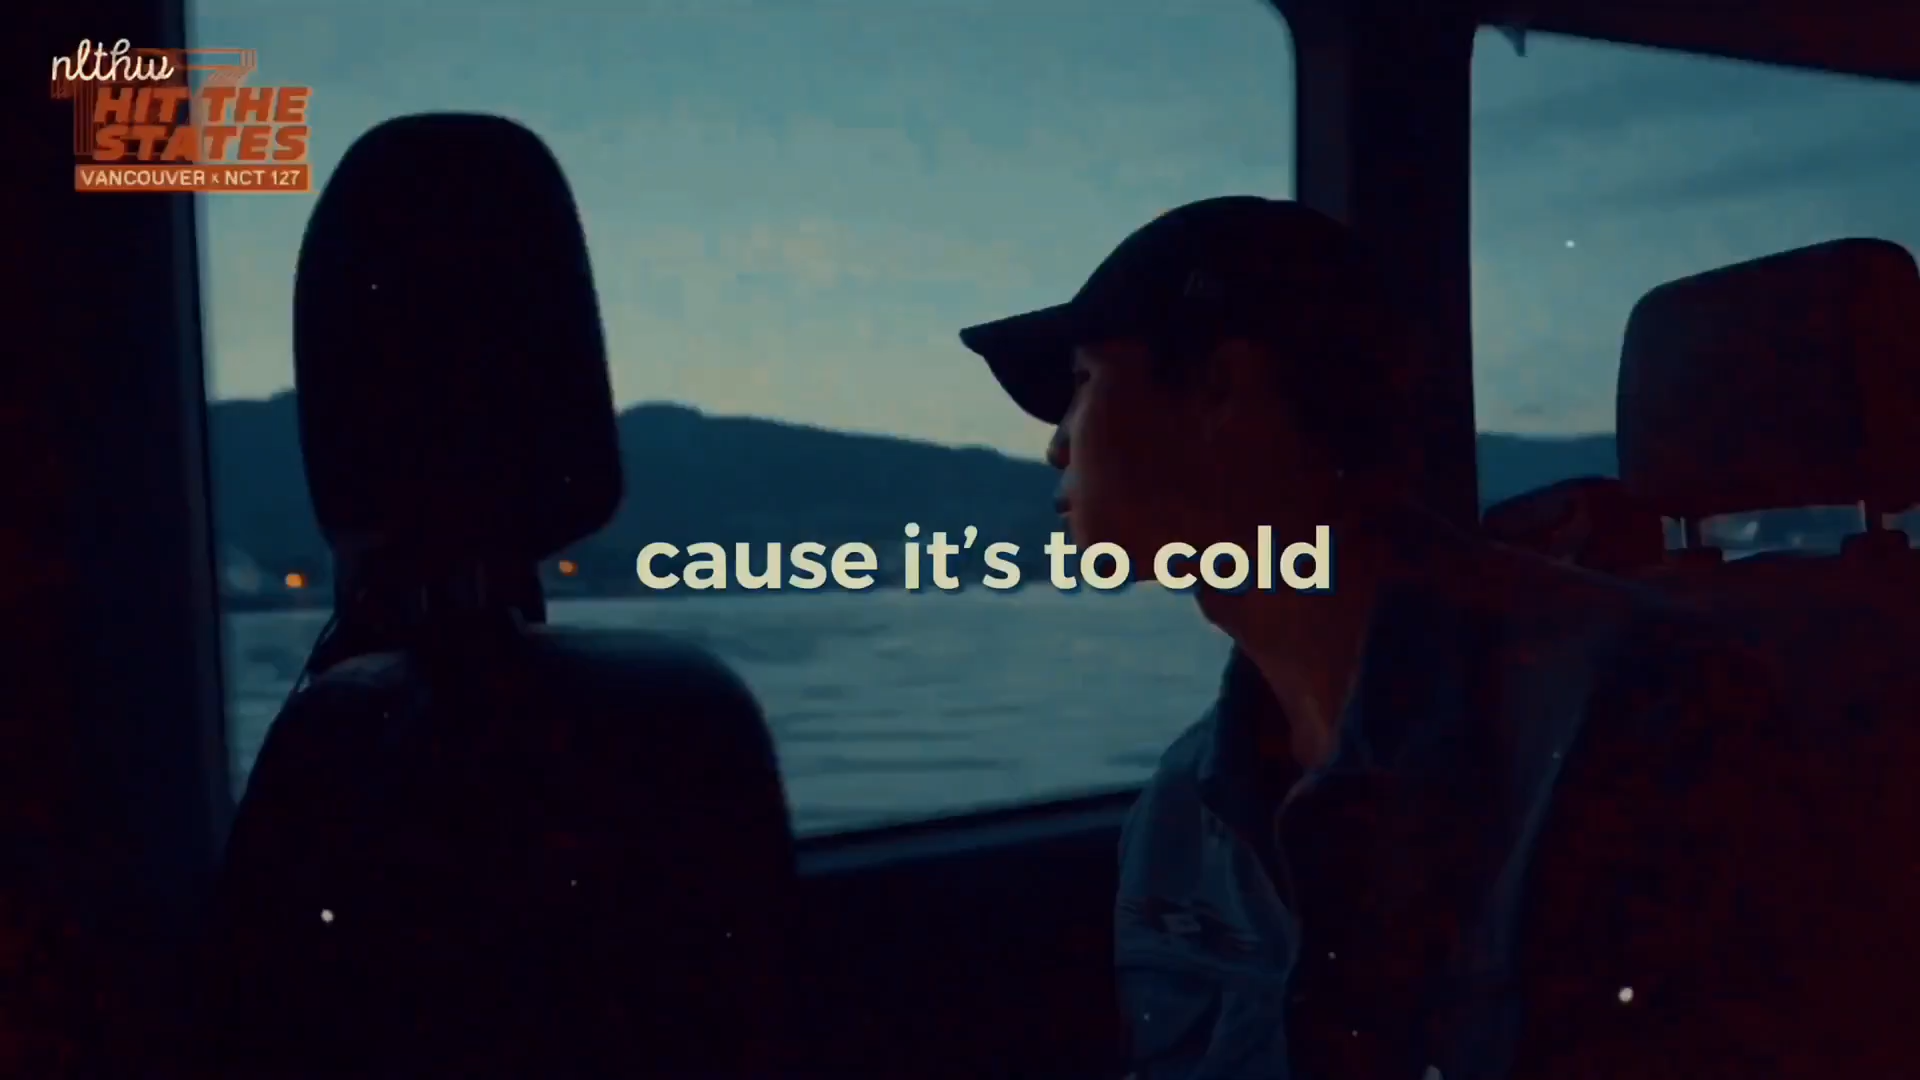 nlthw
HIT THE
STATES
VANCOUVER x NCT 127
cause it's to cold